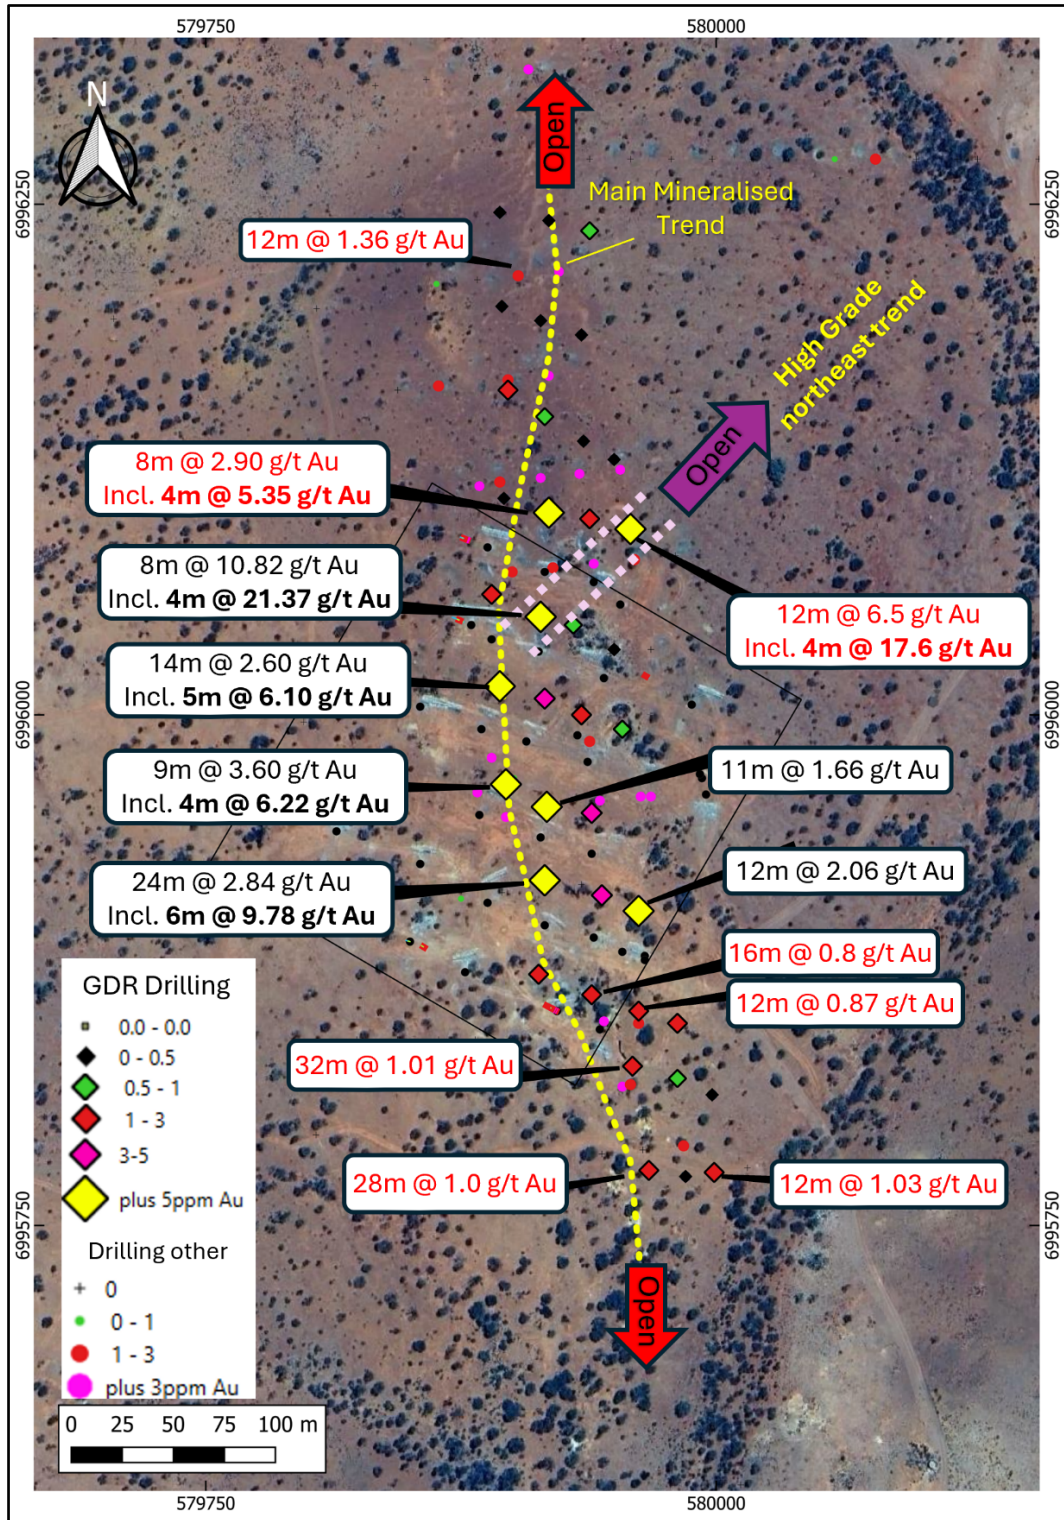 579750
580000
N
Open
6996250
6996250
Main Mineralised
Trend
12m @ 1.36 g/t Au
High Grade
northeast trend
Open
8m @ 2.90 g/t Au
Incl. 4m @ 5.35 g/t Au
8m @ 10.82 g/t Au
Incl. 4m @ 21.37 g/t Au
12m @ 6.5 g/t Au
Incl. 4m @ 17.6 g/t Au
14m @ 2.60 g/t Au
Incl. 5m @ 6.10 g/t Au
6996000
6996000
9m @ 3.60 g/t Au
Incl. 4m @ 6.22 g/t Au
11m @ 1.66 g/t Au
24m @ 2.84 g/t Au
Incl. 6m @ 9.78 g/t Au
12m @ 2.06 g/t Au
16m @ 0.8 g/t Au
12m @ 0.87 g/t Au
32m @ 1.01 g/t Au
28m @ 1.0 g/t Au
12m @ 1.03 g/t Au
6995750
6995750
Open
GDR Drilling
0.0 - 0.0
0 - 0.5
0.5 - 1
1 - 3
3-5
plus 5ppm Au
Drilling other
0
0 - 1
1 - 3
plus 3ppm Au
0 25 50 75 100 m
579750
580000